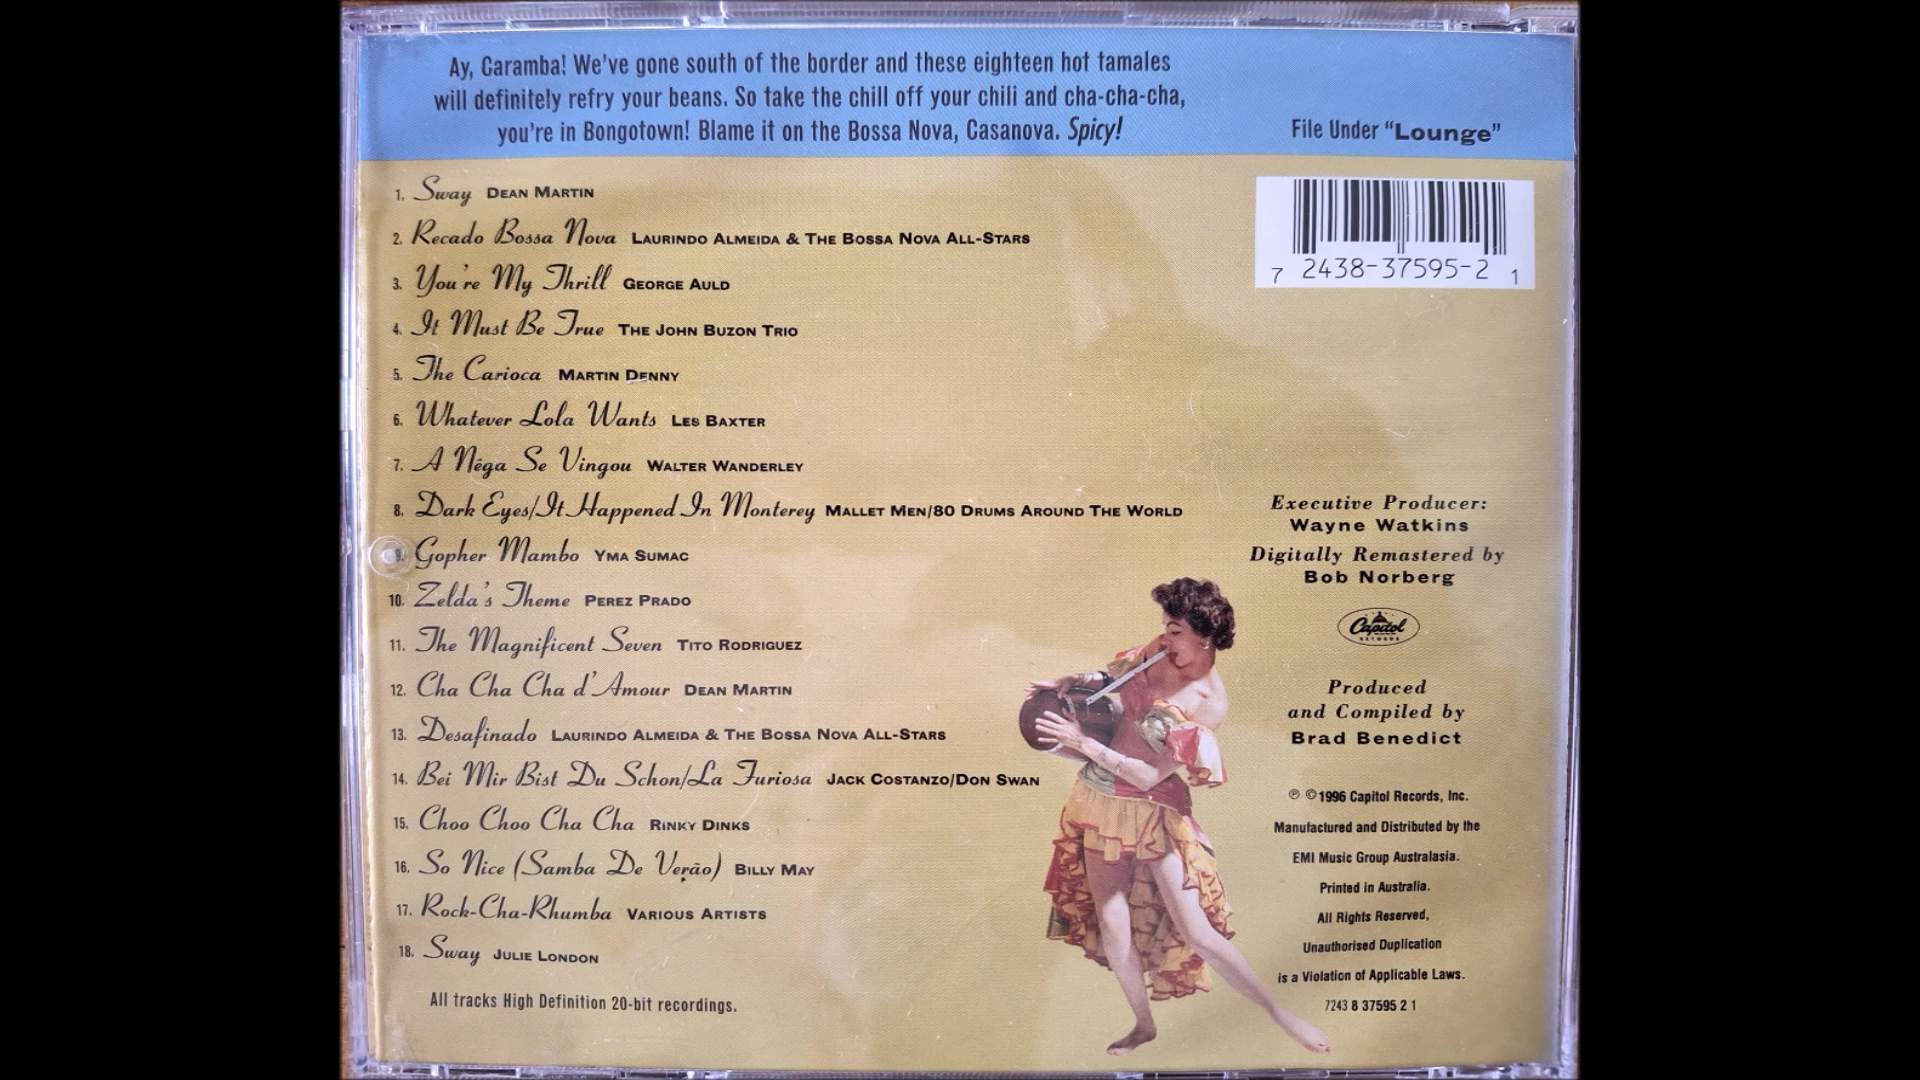 Ay, Caramba! We've gone south of the border and these eighteen hot tamales
will definitely refry your beans. So take the chill off your chili and cha-cha-cha,
you're in Bongotown! Blame it on the Bossa Nova, Casanova. Spicy!
File Under "Lounge"
1. Sway DEAN MARTIN
2. Recado Bossa Nova LAURINDO ALMEIDA & THE BOSSA NOVA ALL-STARS
3. You're My Thrill GEORGE AULD
4. It Must Be True THE JOHN BUZON TRIO
5. The Carioca MARTIN DENNY
6. Whatever Lola Wants LES BAXTER
7. A Nêga Se Vingou WALTER WANDERLEY
8. Dark Eyes/It Happened In Monterey MALLET MEN/80 DRUMS AROUND THE WORLD
9. Gopher Mambo YMA SUMAC
10. Zelda's Theme PEREZ PRADO
11. The Magnificent Seven TITO RODRIGUEZ
12. Cha Cha Cha d'Amour DEAN MARTIN
13. Desafinado LAURINDO ALMEIDA & THE BOSSA NOVA ALL-STARS
14. Bei Mir Bist Du Schon/La Furiosa JACK COSTANZO/DON SWAN
15. Choo Choo Cha Cha RINKY DINKS
16. So Nice (Samba De Verão) BILLY MAY
17. Rock-Cha-Rhumba VARIOUS ARTISTS
18. Sway JULIE LONDON
All tracks High Definition 20-bit recordings.
7 2438-37595-2 1
Executive Producer:
Wayne Watkins
Digitally Remastered by
Bob Norberg
Capitol
RECORDS
Produced
and Compiled by
Brad Benedict
℗ ©1996 Capitol Records, Inc.
Manufactured and Distributed by the
EMI Music Group Australasia.
Printed in Australia.
All Rights Reserved,
Unauthorised Duplication
is a Violation of Applicable Laws.
7243 8 37595 2 1